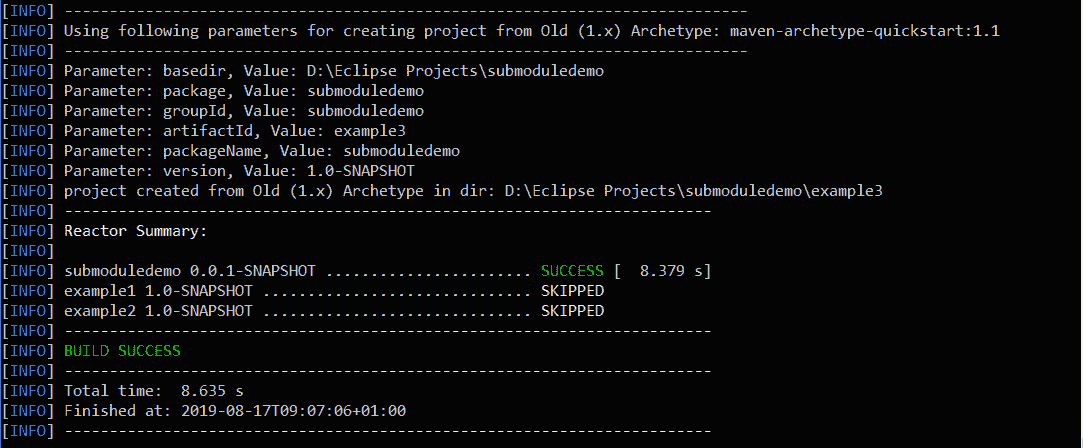 [INFO] ----------------------------------------------------------------------------
[INFO] Using following parameters for creating project from Old (1.x) Archetype: maven-archetype-quickstart:1.1
[INFO] ----------------------------------------------------------------------------
[INFO] Parameter: basedir, Value: D:\Eclipse Projects\submoduledemo
[INFO] Parameter: package, Value: submoduledemo
[INFO] Parameter: groupId, Value: submoduledemo
[INFO] Parameter: artifactId, Value: example3
[INFO] Parameter: packageName, Value: submoduledemo
[INFO] Parameter: version, Value: 1.0-SNAPSHOT
[INFO] project created from Old (1.x) Archetype in dir: D:\Eclipse Projects\submoduledemo\example3
[INFO] ------------------------------------------------------------------------
[INFO] Reactor Summary:
[INFO]
[INFO] submoduledemo 0.0.1-SNAPSHOT ....................... SUCCESS [  8.379 s]
[INFO] example1 1.0-SNAPSHOT .............................. SKIPPED
[INFO] example2 1.0-SNAPSHOT .............................. SKIPPED
[INFO] ------------------------------------------------------------------------
[INFO] BUILD SUCCESS
[INFO] ------------------------------------------------------------------------
[INFO] Total time:  8.635 s
[INFO] Finished at: 2019-08-17T09:07:06+01:00
[INFO] ------------------------------------------------------------------------